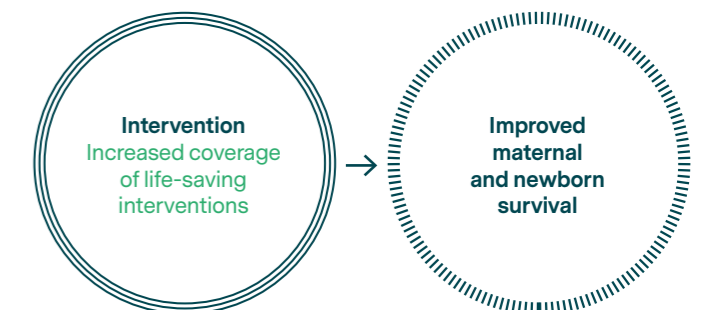 Intervention
Increased coverage
of life-saving
interventions
Improved
maternal
and newborn
survival